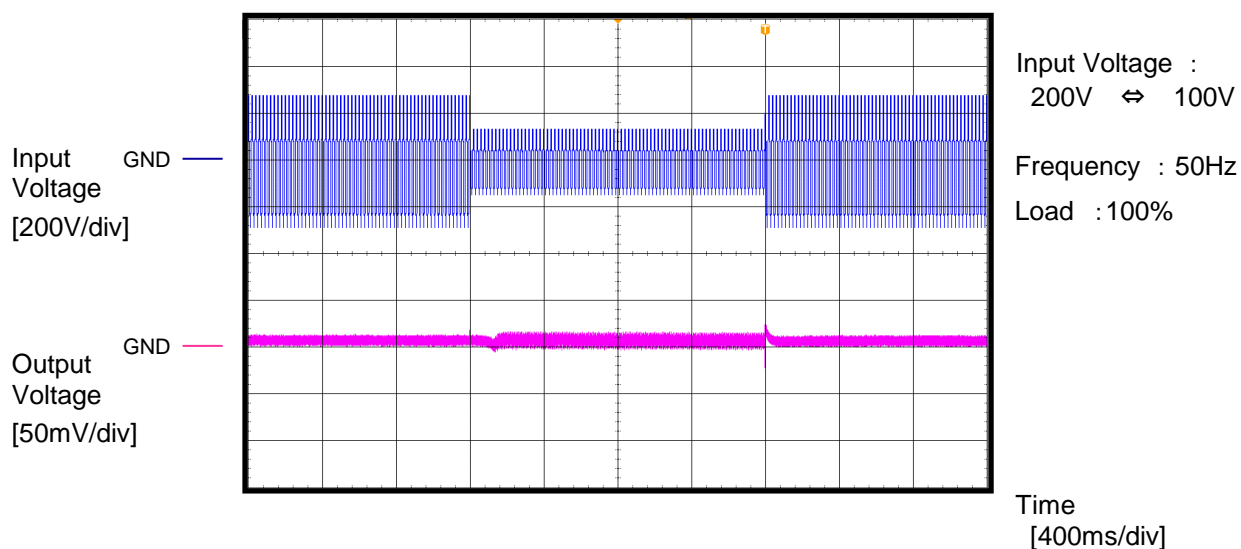 T
Input Voltage :
200V ⇔ 100V
Input
Voltage
[200V/div]
GND
Frequency : 50Hz
Load :100%
GND
Output
Voltage
[50mV/div]
Time
[400ms/div]